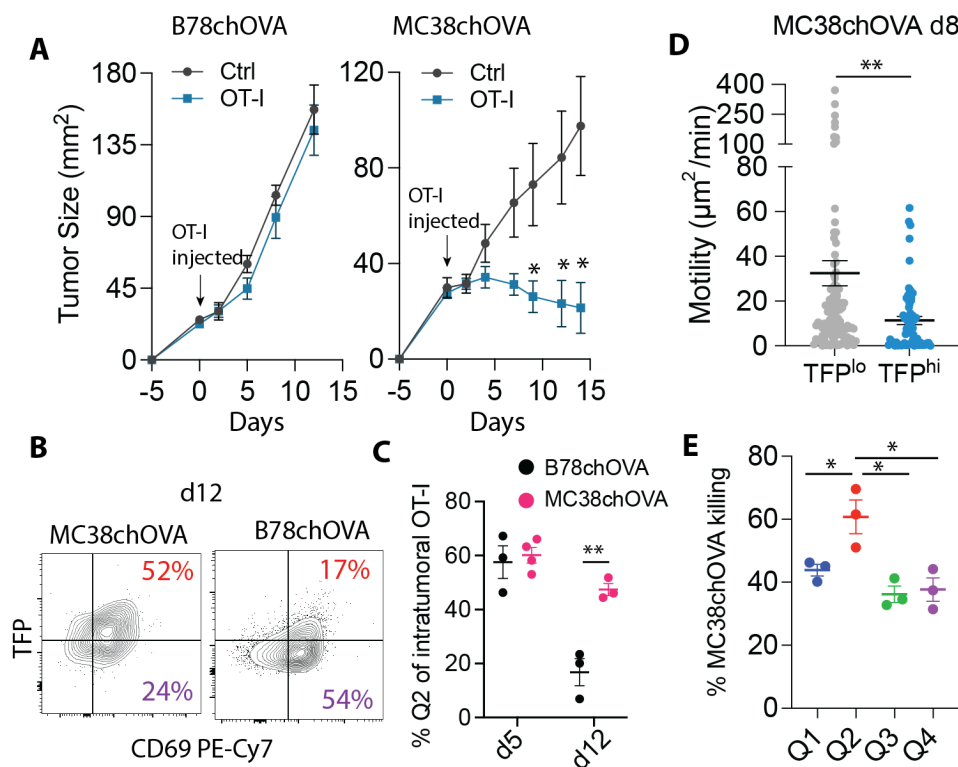 A
B78chOVA
Tumor Size (mm²)
180
135
90
45
0
Ctrl
OT-I
OT-I
injected
-5 0 5 10 15
Days
MC38chOVA
120
80
40
0
Ctrl
OT-I
OT-I
injected
* * *
-5 0 5 10 15
Days
D
MC38chOVA d8
**
Motility (µm²/min)
400
250
100
80
60
40
20
0
TFPlo TFPhi
B
d12
MC38chOVA
52%
24%
B78chOVA
17%
54%
TFP
CD69 PE-Cy7
C
B78chOVA
MC38chOVA
% Q2 of intratumoral OT-I
80
60
40
20
0
**
d5 d12
E
% MC38chOVA killing
80
60
40
20
0
*
* *
Q1 Q2 Q3 Q4